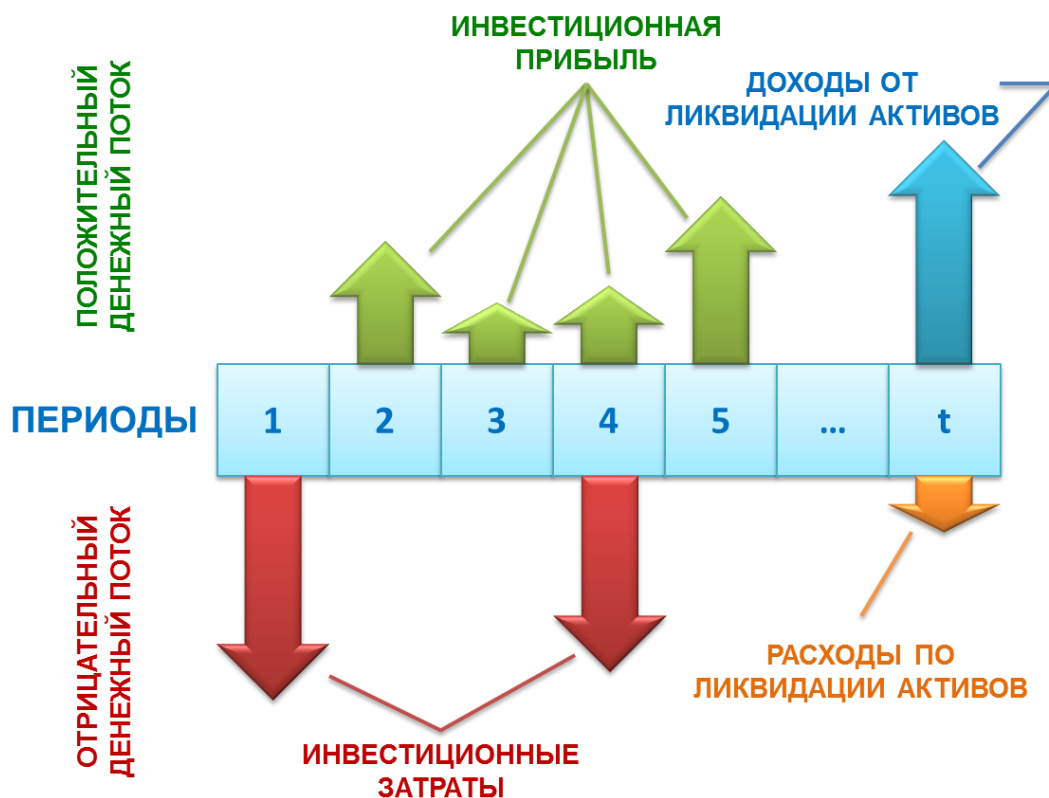 ИНВЕСТИЦИОННАЯ
ПРИБЫЛЬ
ДОХОДЫ ОТ
ЛИКВИДАЦИИ АКТИВОВ
ПОЛОЖИТЕЛЬНЫЙ
ДЕНЕЖНЫЙ ПОТОК
ПЕРИОДЫ 1 2 3 4 5 ... t
ОТРИЦАТЕЛЬНЫЙ
ДЕНЕЖНЫЙ ПОТОК
РАСХОДЫ ПО
ЛИКВИДАЦИИ АКТИВОВ
ИНВЕСТИЦИОННЫЕ
ЗАТРАТЫ